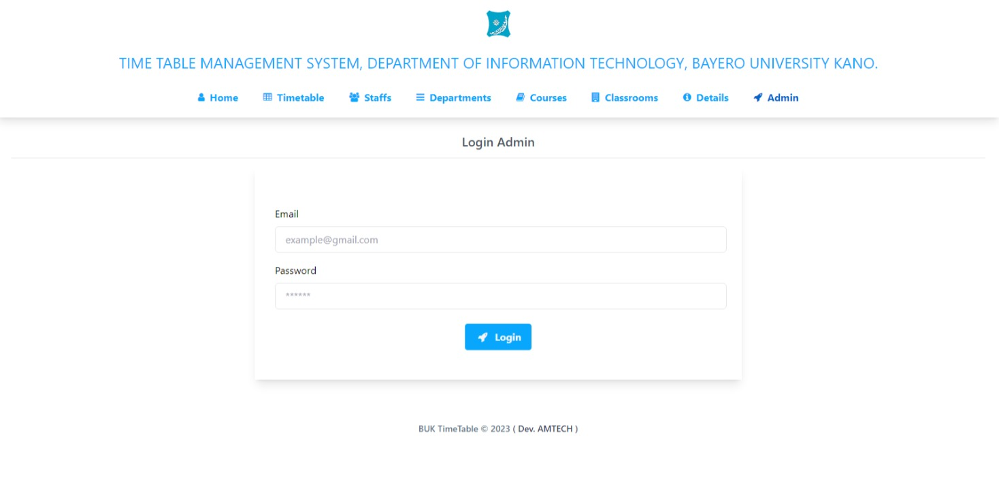 TIME TABLE MANAGEMENT SYSTEM, DEPARTMENT OF INFORMATION TECHNOLOGY, BAYERO UNIVERSITY KANO.
Home Timetable Staffs Departments Courses Classrooms Details Admin
Login Admin
Email
example@gmail.com
Password
******
Login
BUK TimeTable © 2023 ( Dev. AMTECH )